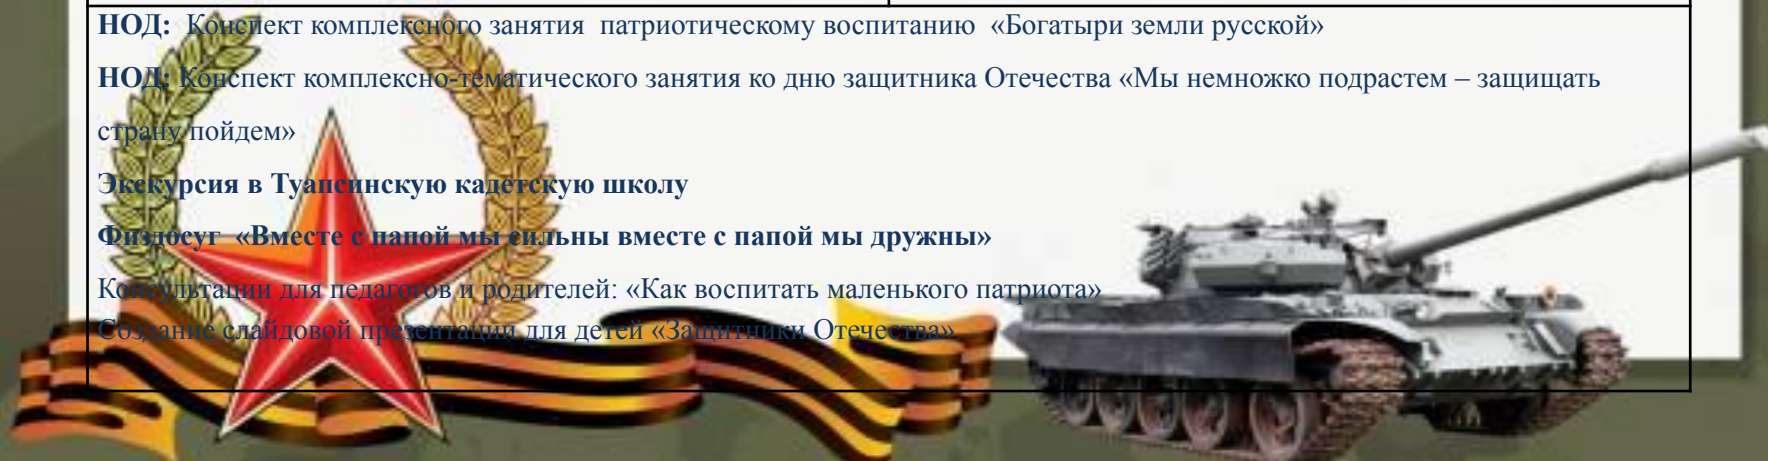 НОД: Конспект комплексного занятия патриотическому воспитанию «Богатыри земли русской»
НОД: Конспект комплексно-тематического занятия ко дню защитника Отечества «Мы немножко подрастем – защищать
страну пойдем»
Экскурсия в Туапсинскую кадетскую школу
Физдосуг «Вместе с папой мы сильны вместе с папой мы дружны»
Консультации для педагогов и родителей: «Как воспитать маленького патриота»
Создание слайдовой презентации для детей «Защитники Отечества»